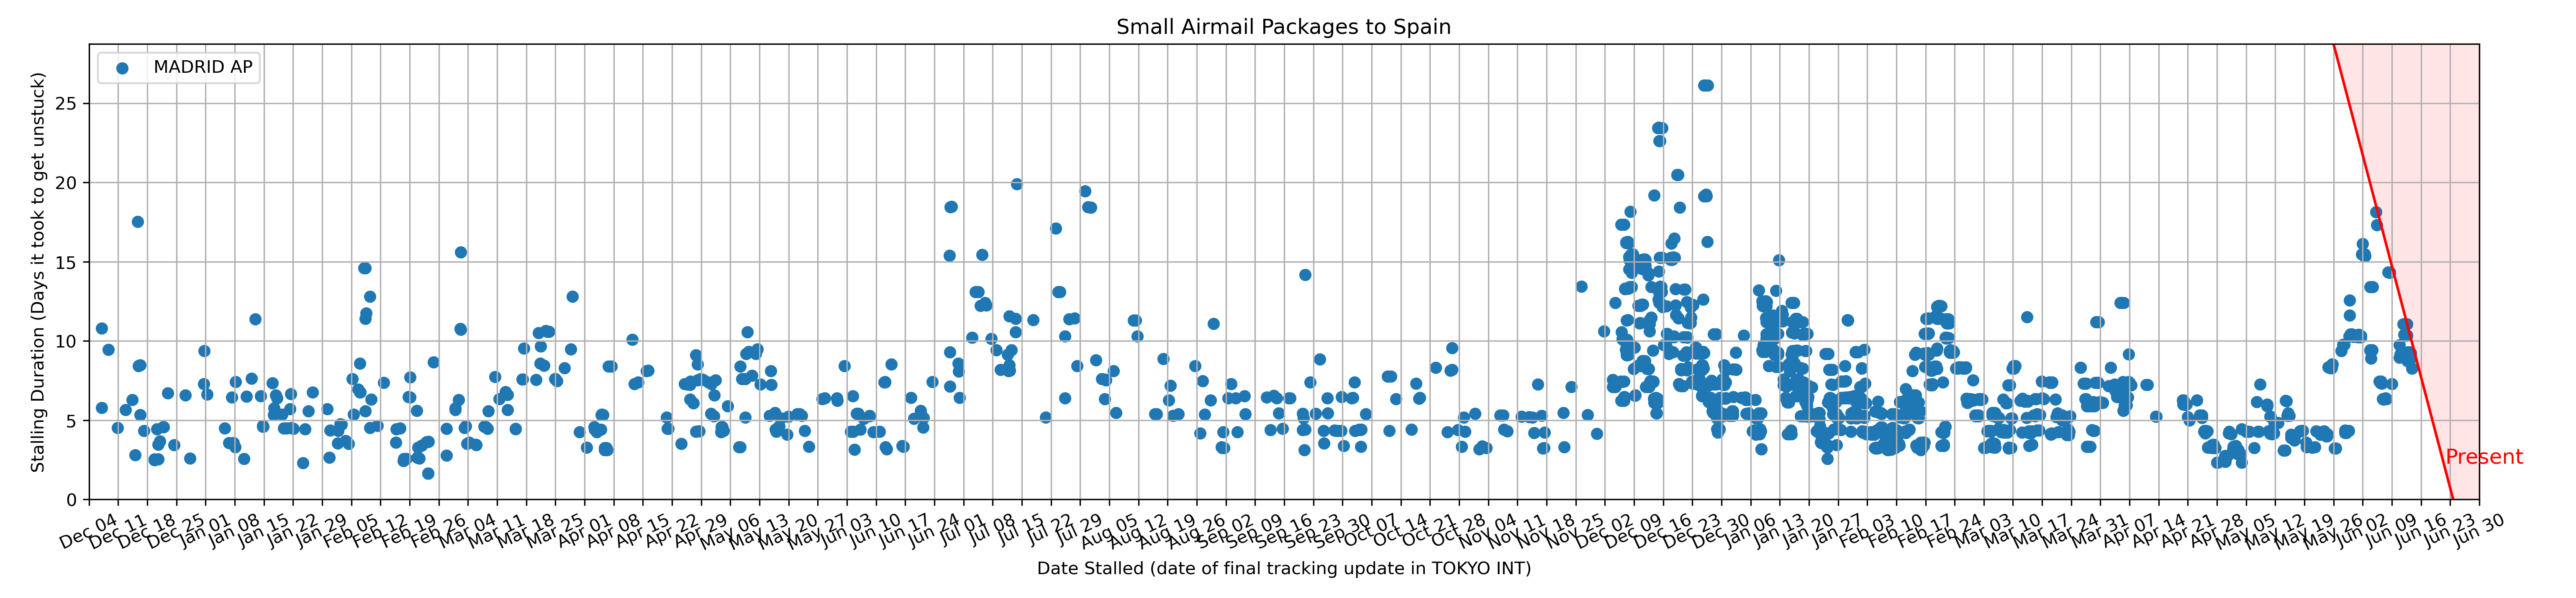 Small Airmail Packages to Spain
MADRID AP
Stalling Duration (Days it took to get unstuck)
25
20
15
10
5
0
Present
Dec 04
Dec 11
Dec 18
Dec 25
Jan 01
Jan 08
Jan 15
Jan 22
Jan 29
Feb 05
Feb 12
Feb 19
Feb 26
Mar 04
Mar 11
Mar 18
Mar 25
Apr 01
Apr 08
Apr 15
Apr 22
Apr 29
May 06
May 13
May 20
May 27
Jun 03
Jun 10
Jun 17
Jun 24
Jul 01
Jul 08
Jul 15
Jul 22
Jul 29
Aug 05
Aug 12
Aug 19
Aug 26
Sep 02
Sep 09
Sep 16
Sep 23
Sep 30
Oct 07
Oct 14
Oct 21
Oct 28
Nov 04
Nov 11
Nov 18
Nov 25
Dec 02
Dec 09
Dec 16
Dec 23
Dec 30
Jan 06
Jan 13
Jan 20
Jan 27
Feb 03
Feb 10
Feb 17
Feb 24
Mar 03
Mar 10
Mar 17
Mar 24
Mar 31
Apr 07
Apr 14
Apr 21
Apr 28
May 05
May 12
May 19
May 26
Jun 02
Jun 09
Jun 16
Jun 23
Jun 30
Date Stalled (date of final tracking update in TOKYO INT)